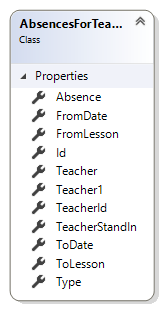 AbsencesForTea...
Class
Properties
Absence
FromDate
FromLesson
Id
Teacher
Teacher1
TeacherId
TeacherStandIn
ToDate
ToLesson
Type